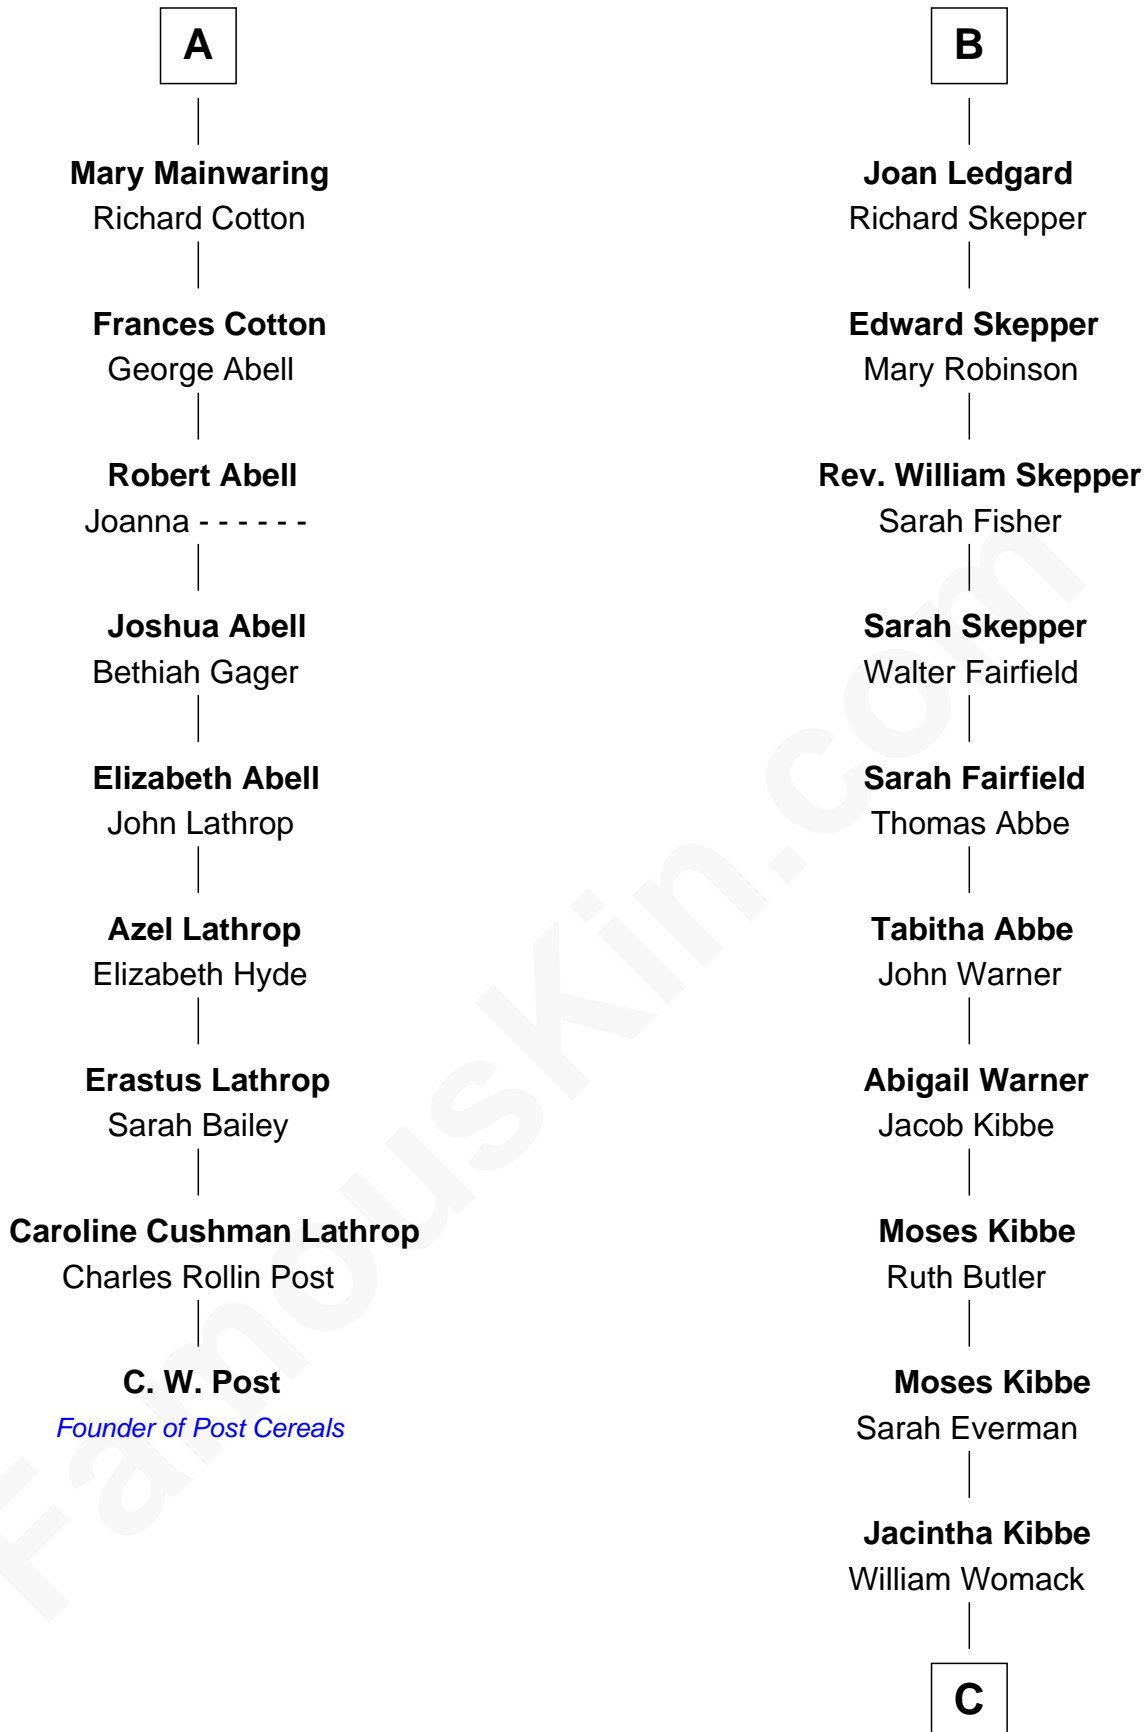 A
Mary Mainwaring
Richard Cotton
Frances Cotton
George Abell
Robert Abell
Joanna - - - - - -
Joshua Abell
Bethiah Gager
Elizabeth Abell
John Lathrop
Azel Lathrop
Elizabeth Hyde
Erastus Lathrop
Sarah Bailey
Caroline Cushman Lathrop
Charles Rollin Post
C. W. Post
Founder of Post Cereals
B
Joan Ledgard
Richard Skepper
Edward Skepper
Mary Robinson
Rev. William Skepper
Sarah Fisher
Sarah Skepper
Walter Fairfield
Sarah Fairfield
Thomas Abbe
Tabitha Abbe
John Warner
Abigail Warner
Jacob Kibbe
Moses Kibbe
Ruth Butler
Moses Kibbe
Sarah Everman
Jacintha Kibbe
William Womack
C
FamousKin.com